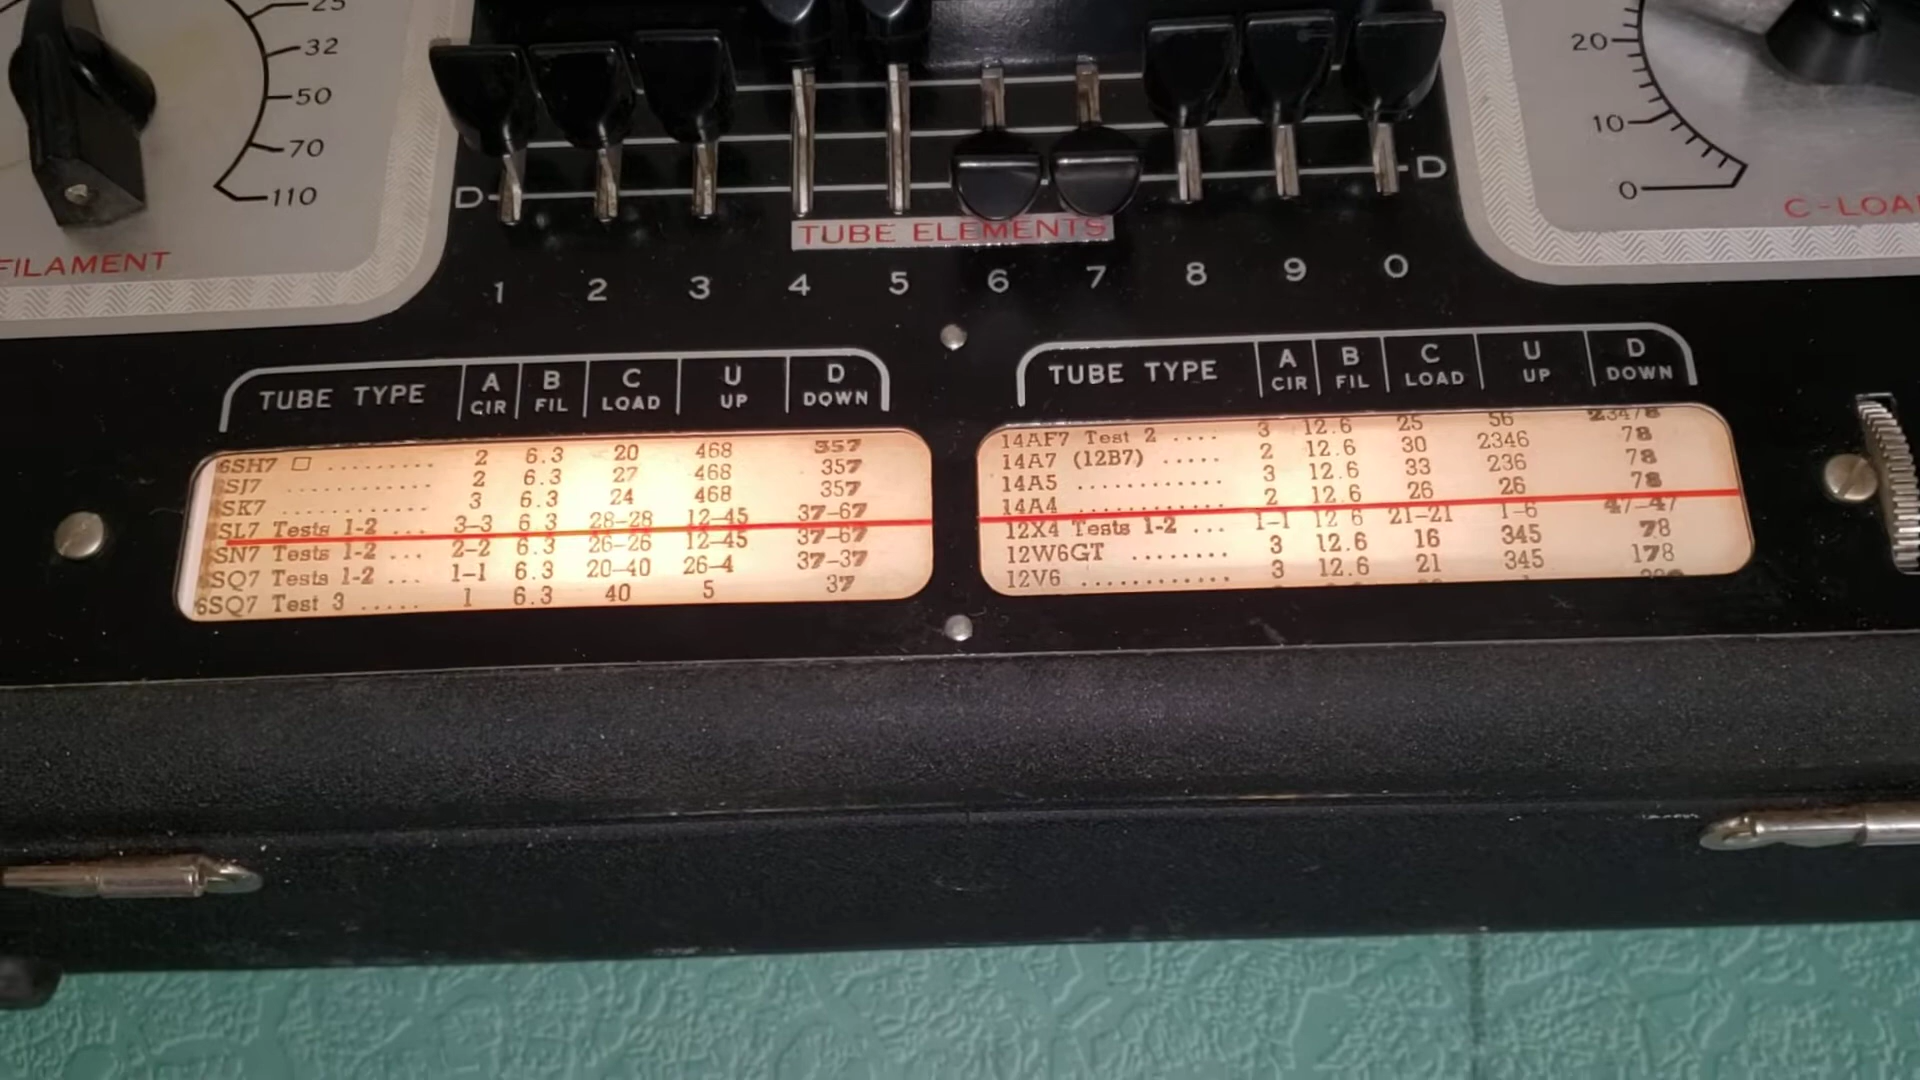 25
32
50
70
110
FILAMENT
D
D
TUBE ELEMENTS
1 2 3 4 5 6 7 8 9 0
20
10
0
C-LOA
TUBE TYPE A CIR B FIL C LOAD U UP D DOWN
6SH7 □ ......... 2 6.3 20 468 357
SJ7 ............ 2 6.3 27 468 357
SK7 ............ 3 6.3 24 468 357
SL7 Tests 1-2 ... 3-3 6.3 28-28 12-45 37-67
SN7 Tests 1-2 ... 2-2 6.3 26-26 12-45 37-67
SQ7 Tests 1-2 ... 1-1 6.3 20-40 26-4 37-37
6SQ7 Test 3 ..... 1 6.3 40 5 37
TUBE TYPE A CIR B FIL C LOAD U UP D DOWN
14AF7 Test 2 .... 3 12.6 25 56 23478
14A7 (12B7) ..... 2 12.6 30 2346 78
14A5 ............ 3 12.6 33 236 78
14A4 ............ 2 12.6 26 26 78
12X4 Tests 1-2 ... 1-1 12 6 21-21 1-6 47-47
12W6GT ........ 3 12.6 16 345 78
12V6 ............ 3 12.6 21 345 178